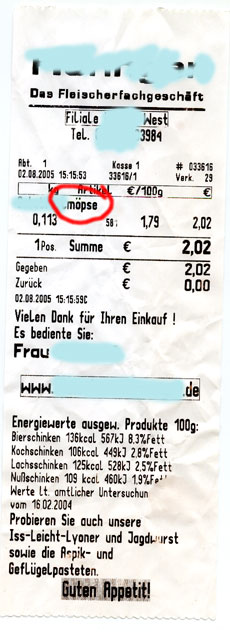 Das Fleischerfachgeschäft
Filiale West
Tel. 3984
Abt. 1 Kasse 1 # 033616
02.08.2005 15:15:53 33616/1 Verk. 29
kg Artikel €/100g €
möpse
0,113 58 1,79 2,02
1Pos. Summe € 2,02
Gegeben € 2,02
Zurück € 0,00
02.08.2005 15:15:59C
Vielen Dank für Ihren Einkauf !
Es bediente Sie:
Frau
www. .de
Energiewerte ausgew. Produkte 100g:
Bierschinken 136kcal 567kJ 8.3%Fett
Kochschinken 106kcal 449kJ 2.8%Fett
Lachsschinken 125kcal 528kJ 2.5%Fett
Nußschinken 109 kcal 460kJ 1.9%Fett
Werte lt. amtlicher Untersuchun
vom 16.02.2004
Probieren Sie auch unsere
Iss-Leicht-Lyoner und Jagdwurst
sowie die Aspik- und
Geflügelpasteten.
Guten Appetit!